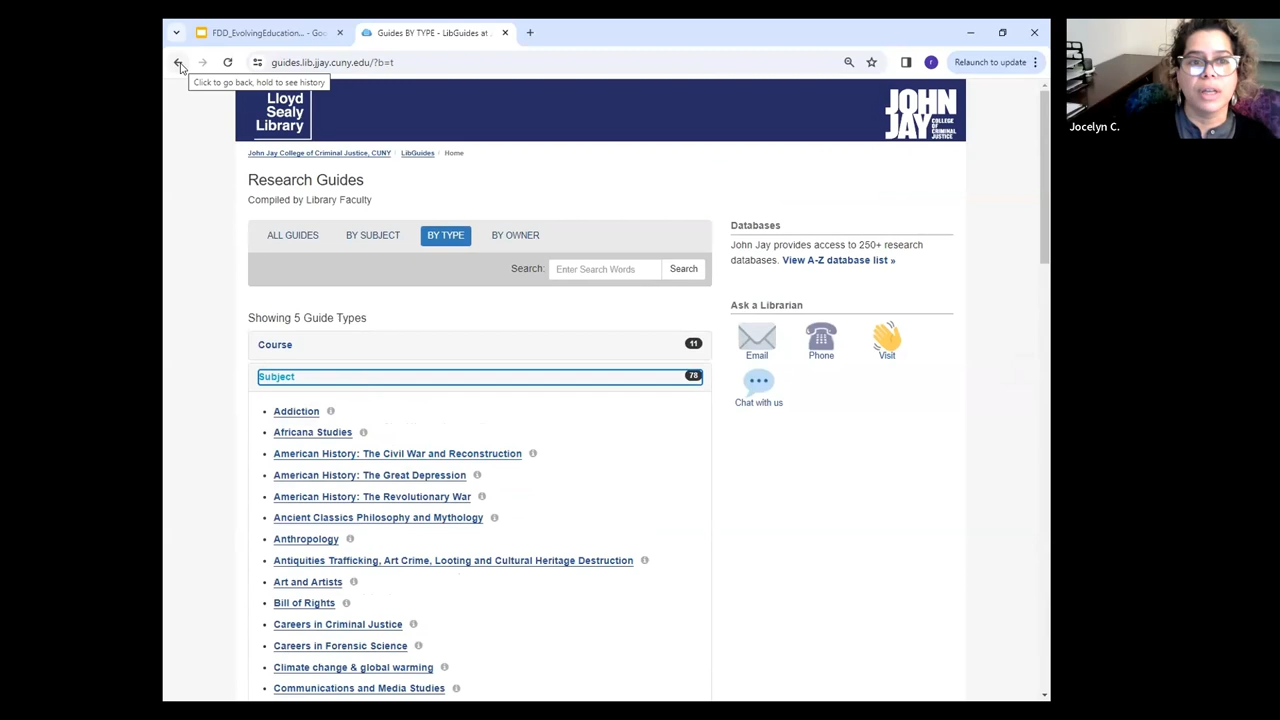 FDD_EvolvingEducation... - Goo
Guides BY TYPE - LibGuides at
guides.lib.jjay.cuny.edu/?b=t
Relaunch to update
Click to go back, hold to see history
Lloyd
Sealy
Library
JOHN
JAY
COLLEGE
OF
CRIMINAL
JUSTICE
Jocelyn C.
John Jay College of Criminal Justice, CUNY
LibGuides
Home
Research Guides
Compiled by Library Faculty
ALL GUIDES
BY SUBJECT
BY TYPE
BY OWNER
Search:
Enter Search Words
Search
Databases
John Jay provides access to 250+ research
databases. View A-Z database list »
Ask a Librarian
Email
Phone
Visit
Chat with us
Showing 5 Guide Types
Course 11
Subject 78
Addiction
Africana Studies
American History: The Civil War and Reconstruction
American History: The Great Depression
American History: The Revolutionary War
Ancient Classics Philosophy and Mythology
Anthropology
Antiquities Trafficking, Art Crime, Looting and Cultural Heritage Destruction
Art and Artists
Bill of Rights
Careers in Criminal Justice
Careers in Forensic Science
Climate change & global warming
Communications and Media Studies